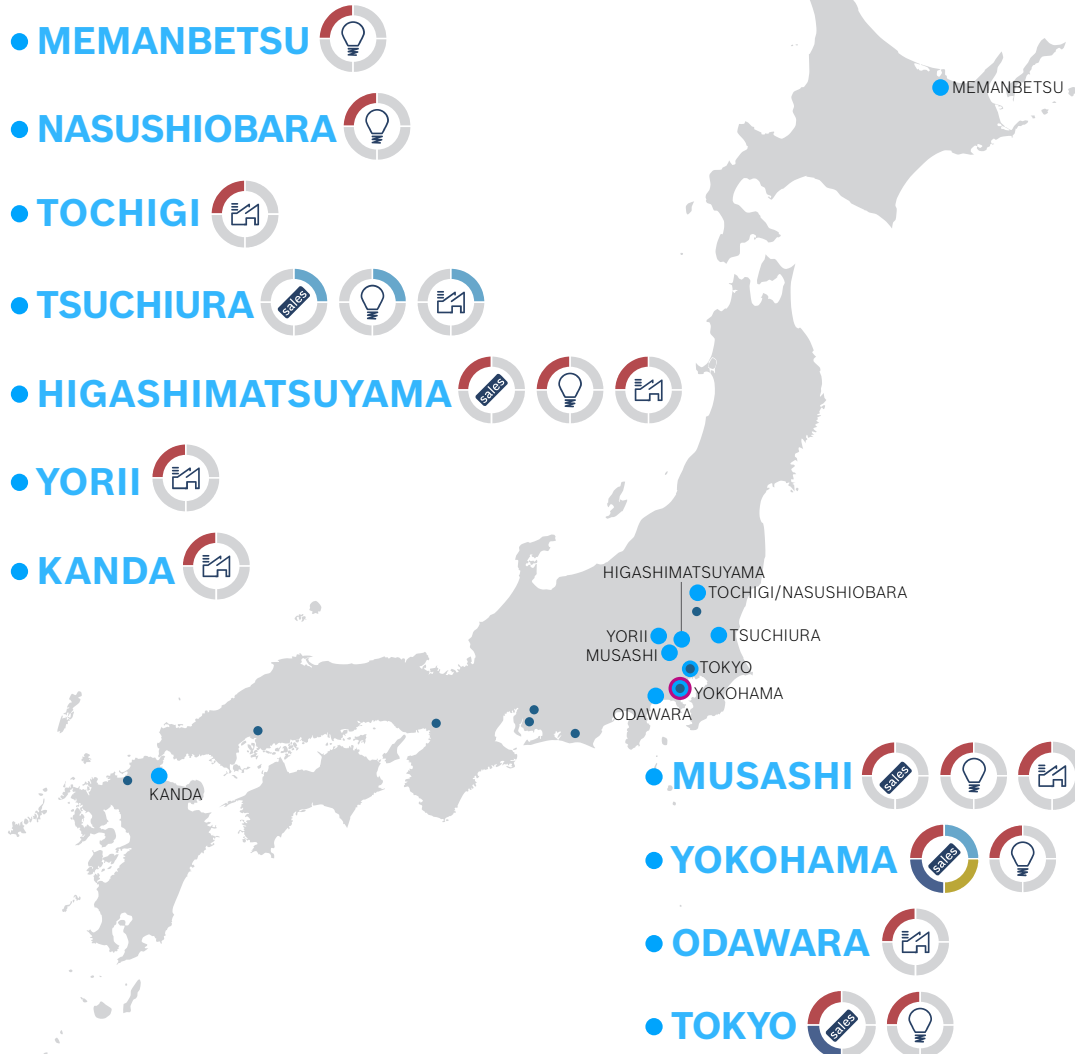 MEMANBETSU
NASUSHIOBARA
TOCHIGI
TSUCHIURA sales
HIGASHIMATSUYAMA sales
YORII
KANDA
MEMANBETSU
HIGASHIMATSUYAMA
TOCHIGI/NASUSHIOBARA
YORII
TSUCHIURA
MUSASHI
TOKYO
YOKOHAMA
ODAWARA
KANDA
MUSASHI sales
YOKOHAMA sales
ODAWARA
TOKYO sales